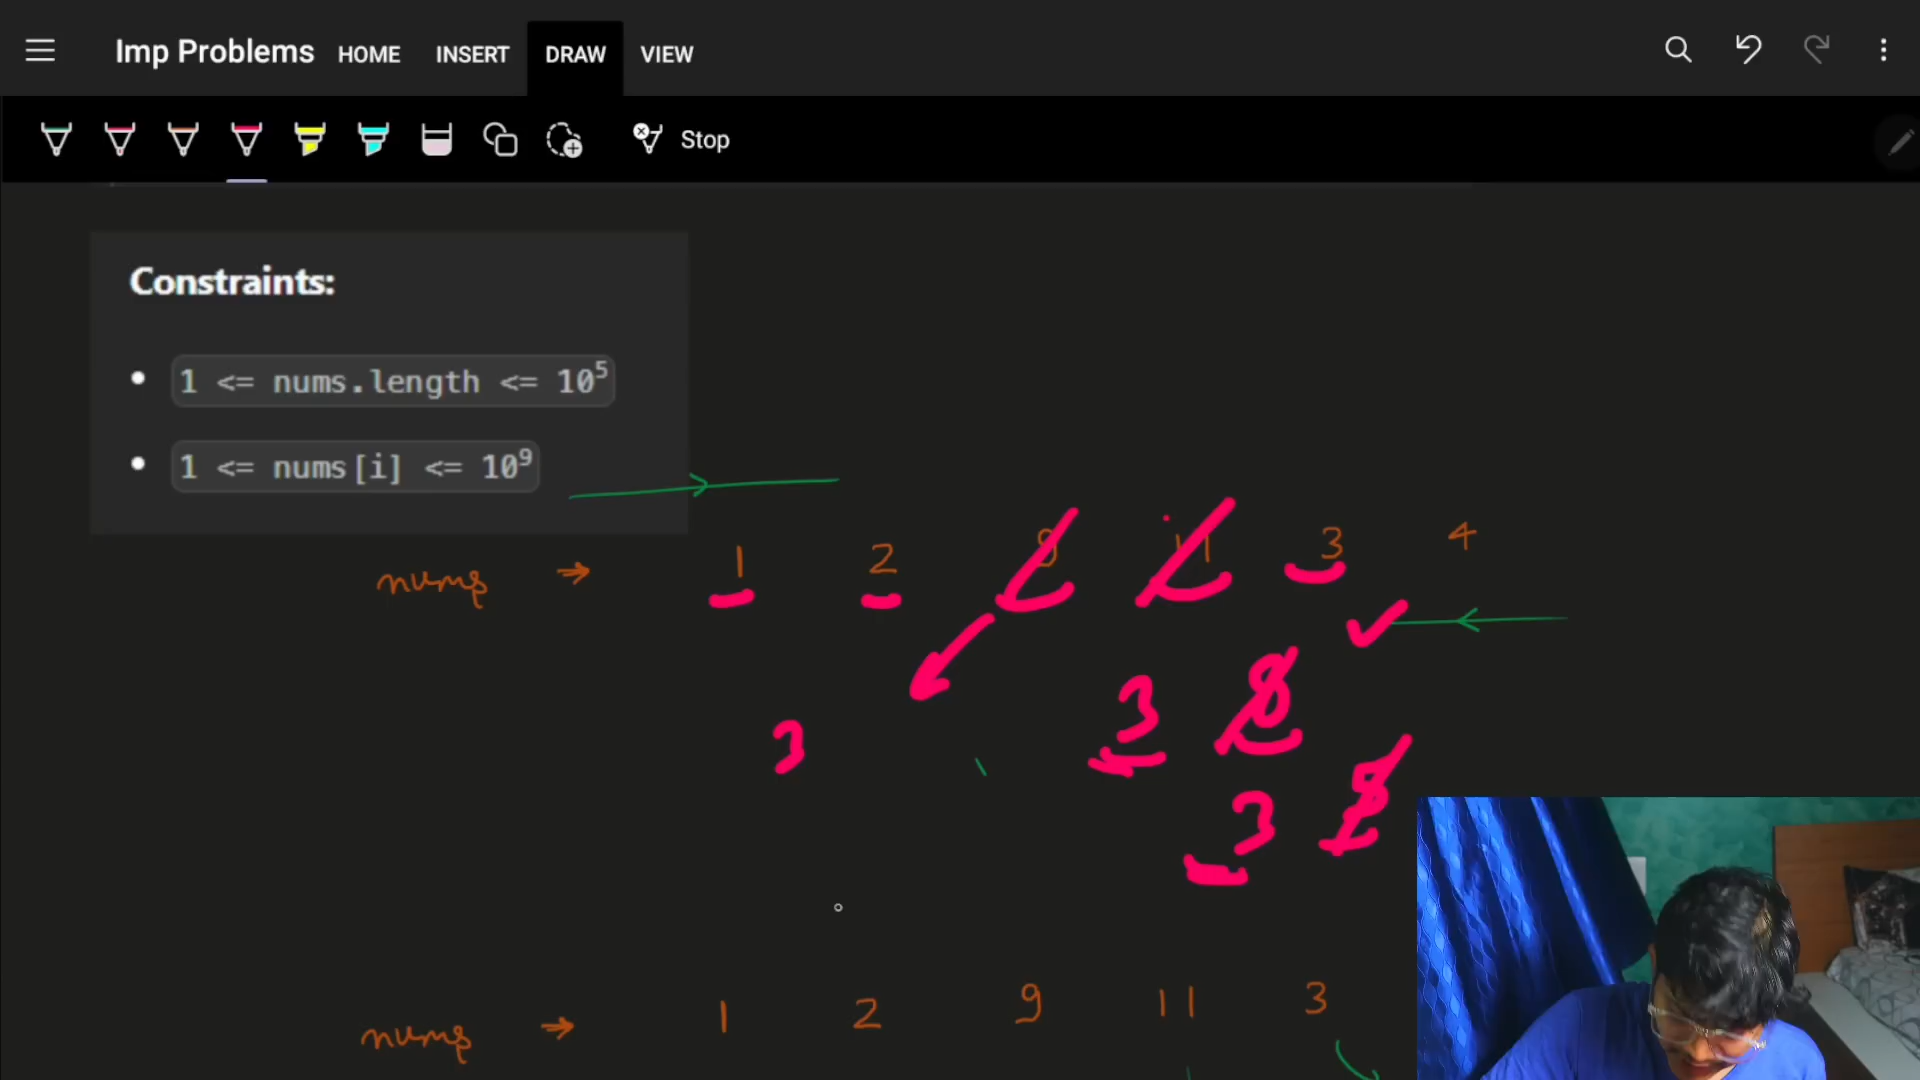 Imp Problems HOME INSERT DRAW VIEW
Stop
Constraints:
1 <= nums.length <= 10^5
1 <= nums[i] <= 10^9
nums → 1 2 9 11 3 4
3 3 8
3 8
nums → 1 2 9 11 3